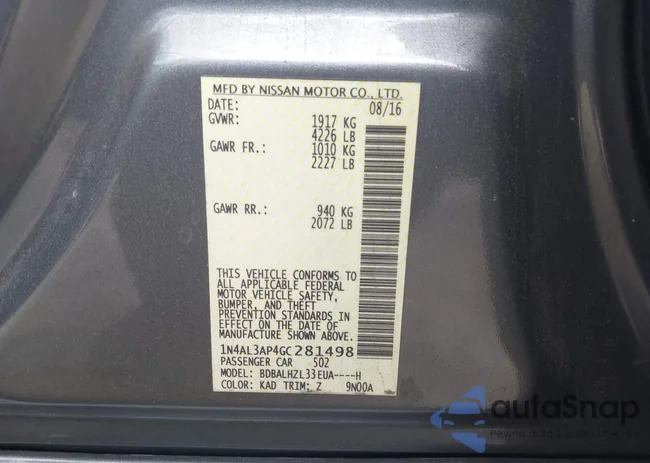 MFD BY NISSAN MOTOR CO., LTD.
DATE: 08/16
GVWR: 1917 KG
4226 LB
GAWR FR.: 1010 KG
2227 LB
GAWR RR.: 940 KG
2072 LB
THIS VEHICLE CONFORMS TO
ALL APPLICABLE FEDERAL
MOTOR VEHICLE SAFETY,
BUMPER, AND THEFT
PREVENTION STANDARDS IN
EFFECT ON THE DATE OF
MANUFACTURE SHOWN ABOVE.
1N4AL3AP4GC281498
PASSENGER CAR 502
MODEL: BDBALHZL33EUA----H
COLOR: KAD TRIM: Z 9N00A
autoSnap